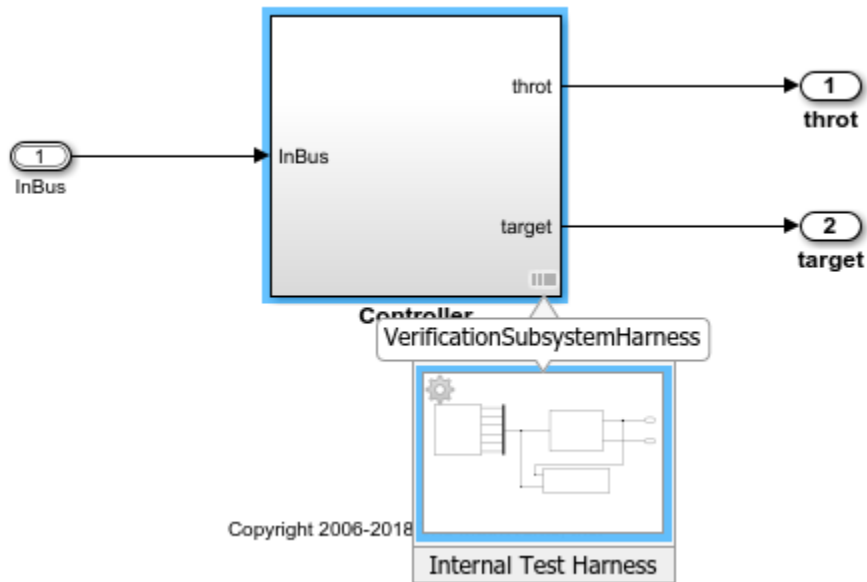 throt
1
throt
1
InBus
InBus
target
2
target
Controller
VerificationSubsystemHarness
Copyright 2006-2018
Internal Test Harness